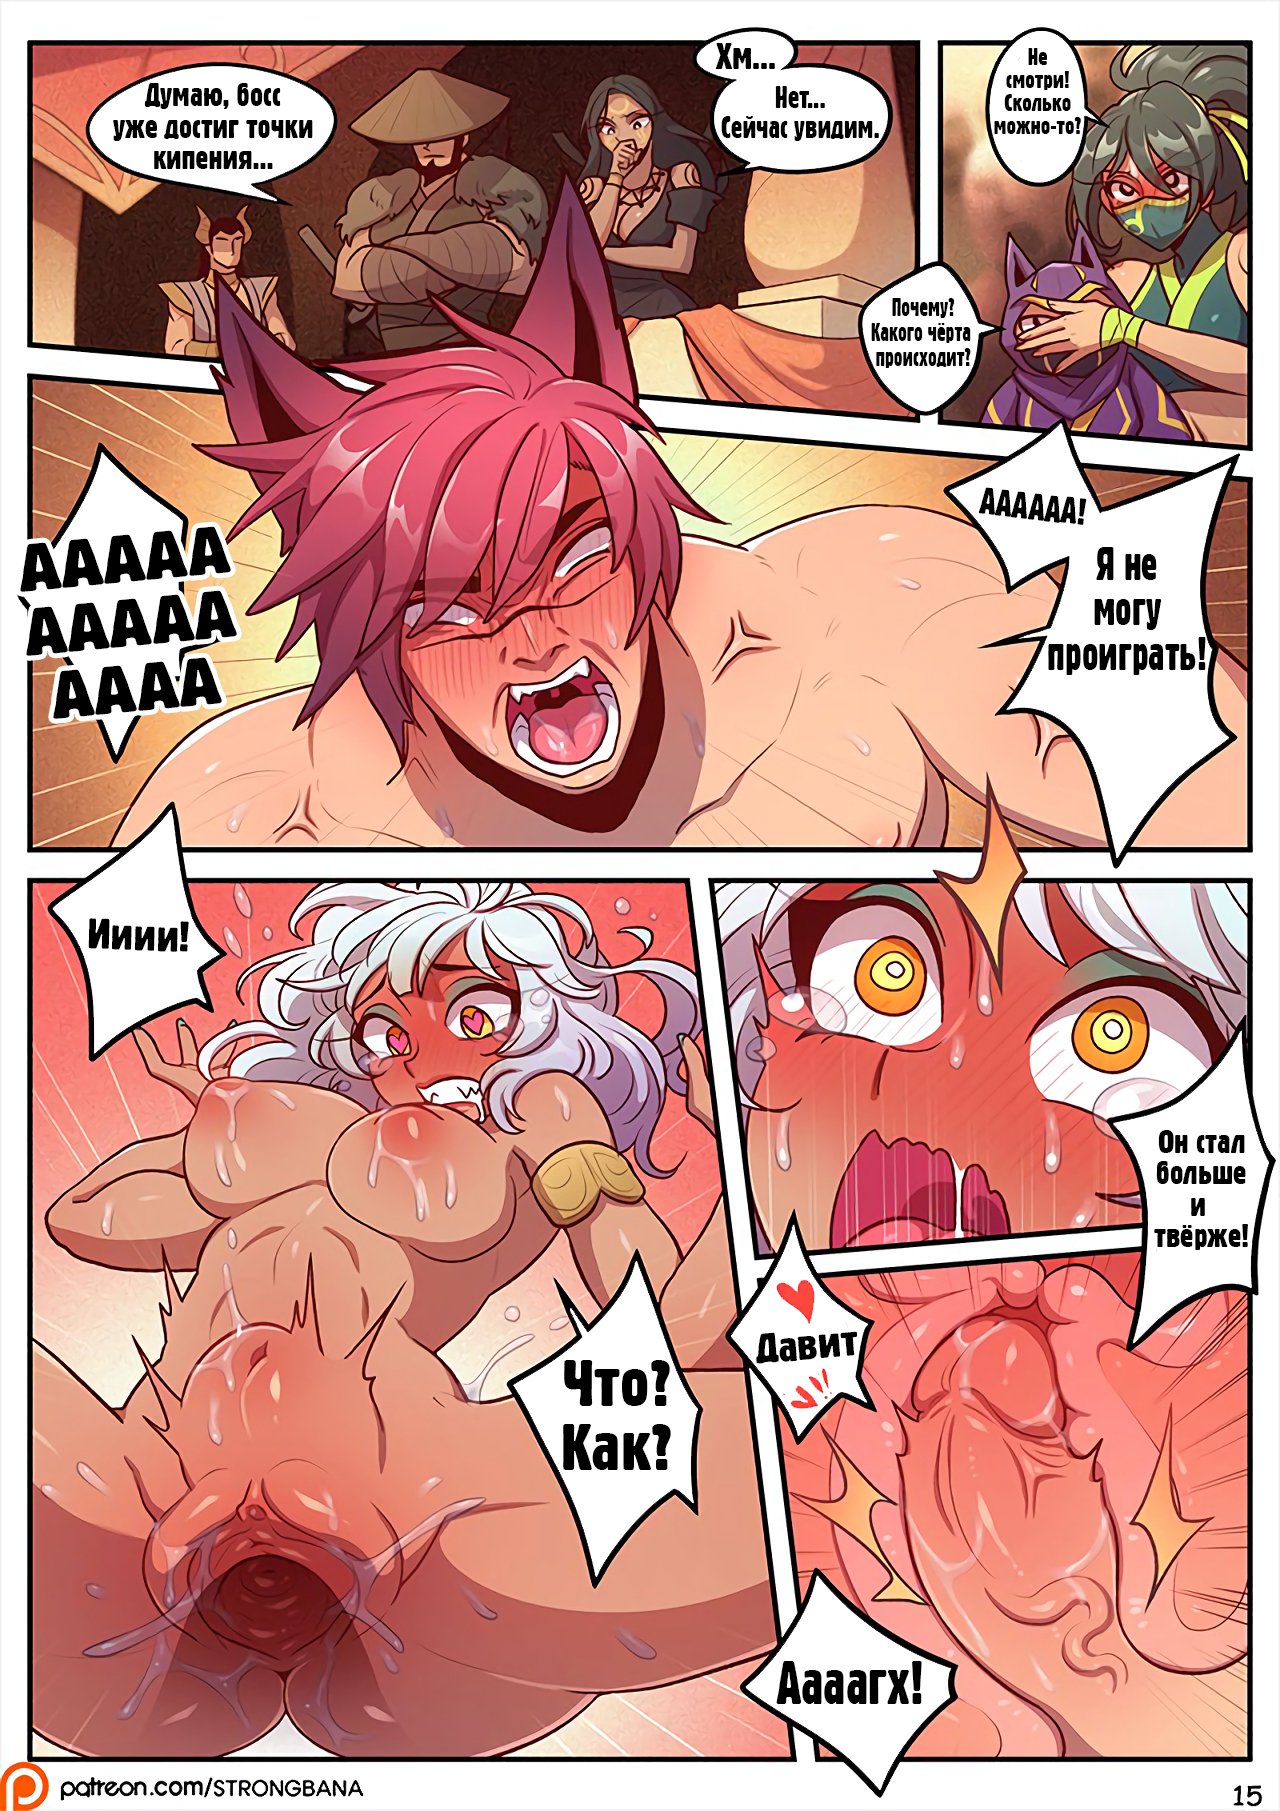 Думаю, босс
уже достиг точки
кипения...
Хм...
Нет...
Сейчас увидим.
Не
смотри!
Сколько
можно-то?
Почему?
Какого чёрта
происходит?
ААААА
ААААА
АААА
АААААА!
Я не
могу
проиграть!
Ииии!
Что?
Как?
Он стал
больше
и
твёрже!
Давит
!!
Аааагх!
patreon.com/STRONGBANA
15